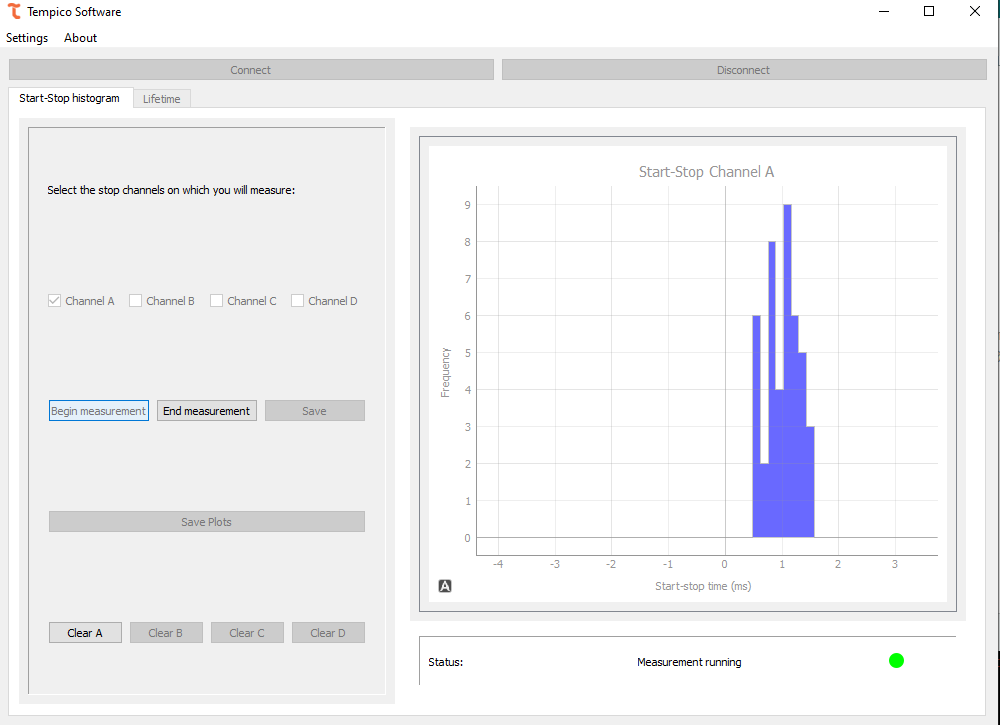 Tempico Software
Settings About
Connect Disconnect
Start-Stop histogram Lifetime
Select the stop channels on which you will measure:
Channel A Channel B Channel C Channel D
Begin measurement End measurement Save
Save Plots
Clear A Clear B Clear C Clear D
Start-Stop Channel A
9
8
7
6
5
4
3
2
1
0
Frequency
-4 -3 -2 -1 0 1 2 3
Start-stop time (ms)
A
Status: Measurement running